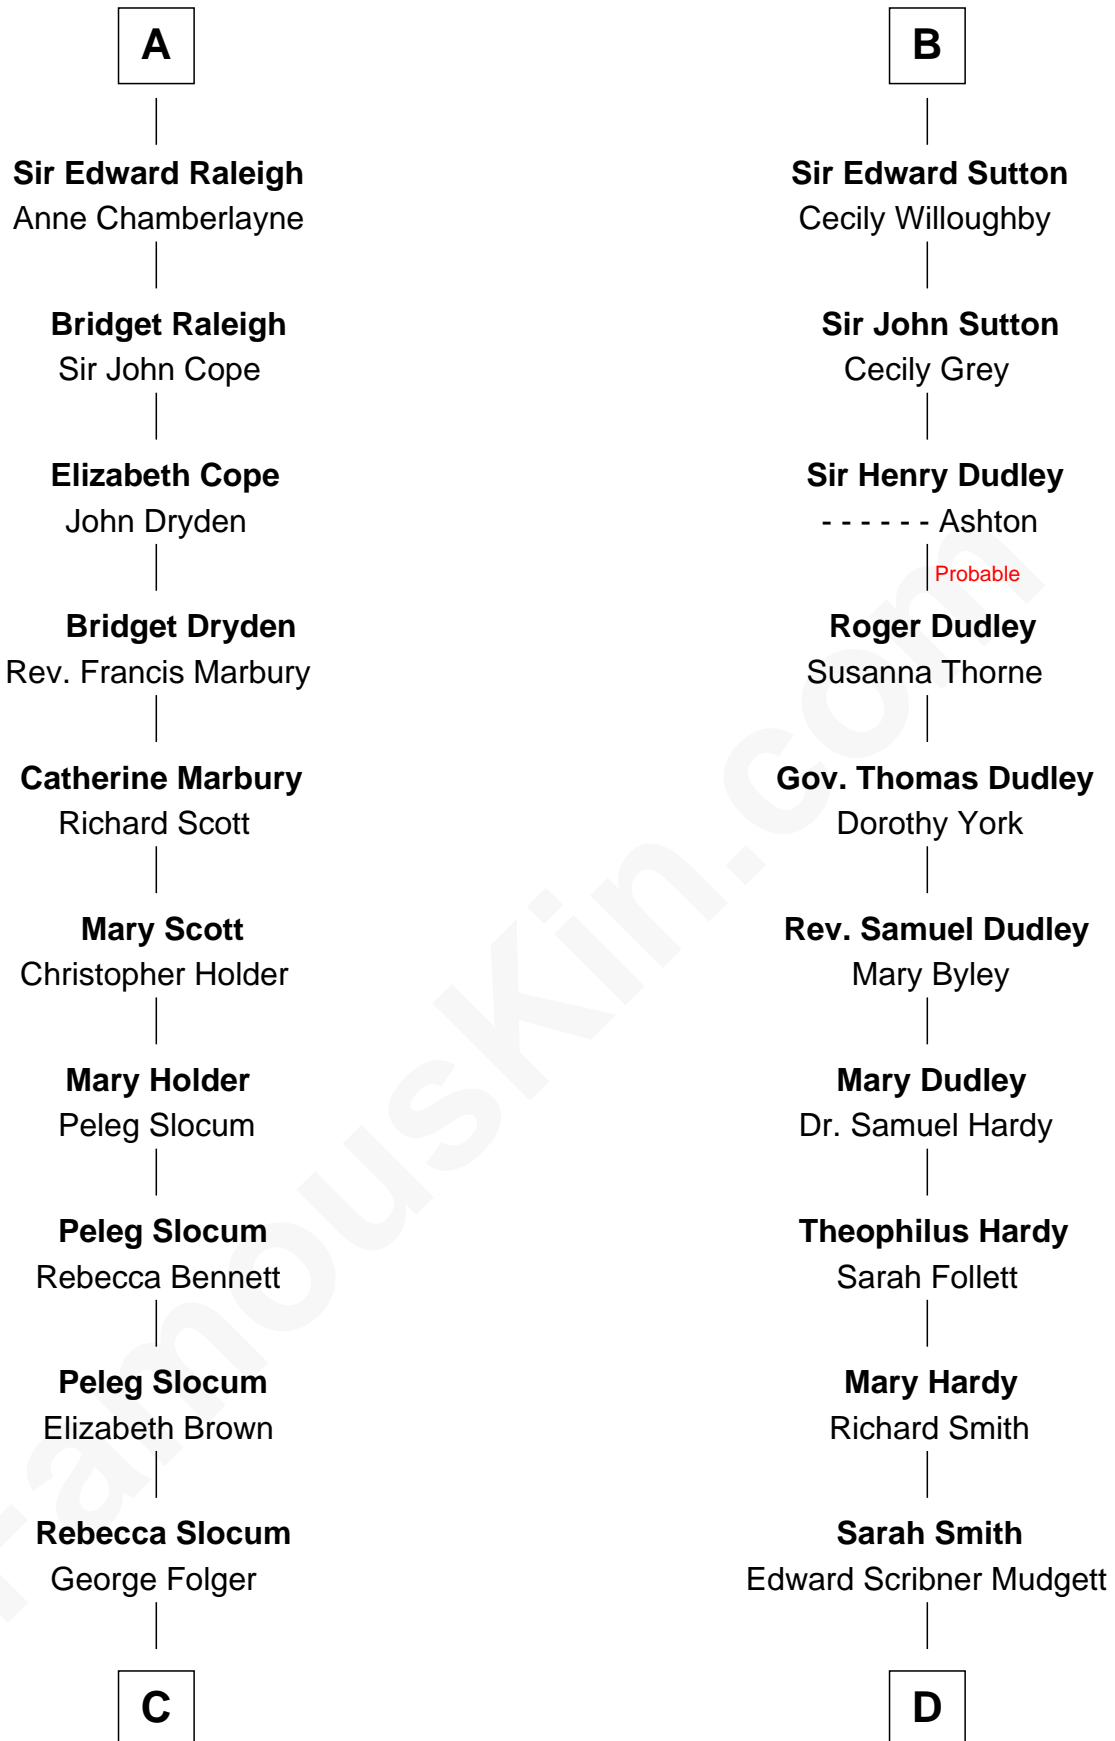 A
Sir Edward Raleigh
Anne Chamberlayne
Bridget Raleigh
Sir John Cope
Elizabeth Cope
John Dryden
Bridget Dryden
Rev. Francis Marbury
Catherine Marbury
Richard Scott
Mary Scott
Christopher Holder
Mary Holder
Peleg Slocum
Peleg Slocum
Rebecca Bennett
Peleg Slocum
Elizabeth Brown
Rebecca Slocum
George Folger
C
B
Sir Edward Sutton
Cecily Willoughby
Sir John Sutton
Cecily Grey
Sir Henry Dudley
- - - - - - Ashton
Probable
Roger Dudley
Susanna Thorne
Gov. Thomas Dudley
Dorothy York
Rev. Samuel Dudley
Mary Byley
Mary Dudley
Dr. Samuel Hardy
Theophilus Hardy
Sarah Follett
Mary Hardy
Richard Smith
Sarah Smith
Edward Scribner Mudgett
D
FamousKin.com